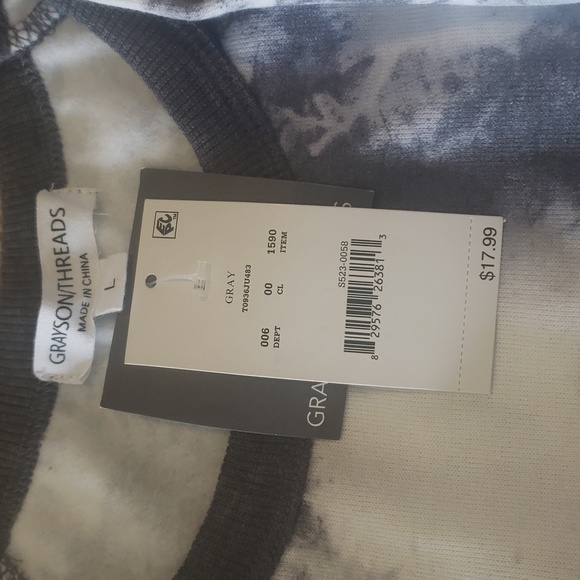 GRAYSON/THREADS
MADE IN CHINA
L
GRAY
T0936JU483
006 00 1590
DEPT CL ITEM
S523-0058
8 29576 26381 3
$17.99
GRA
S